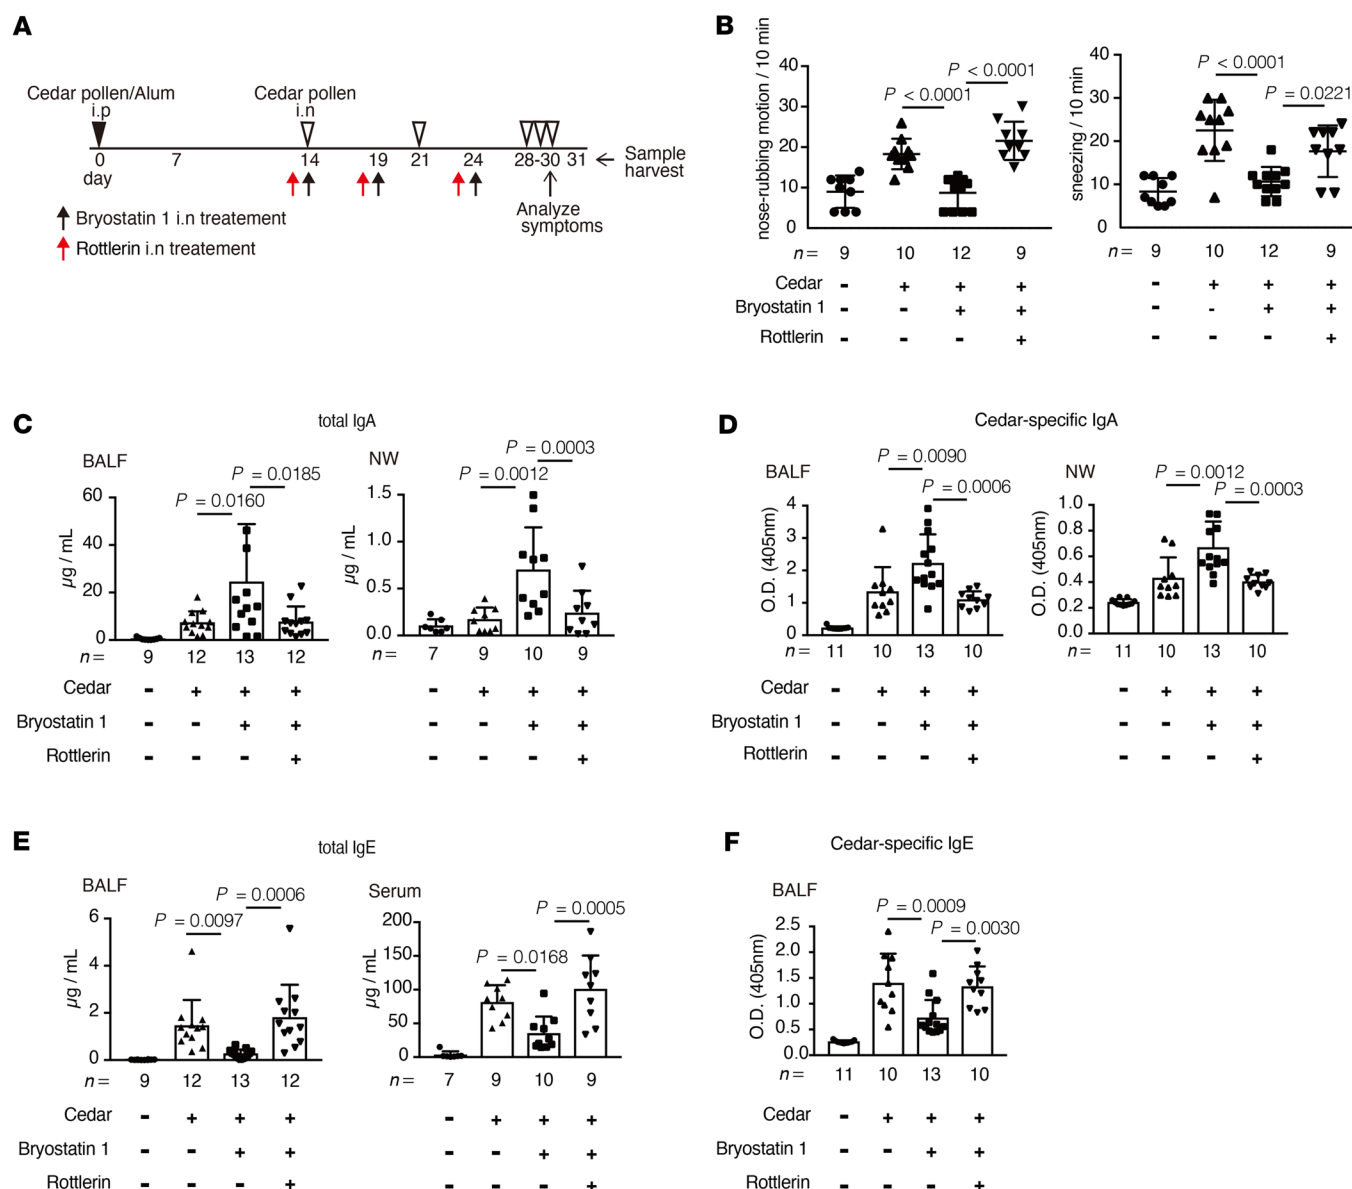 A
Cedar pollen/Alum
i.p
Cedar pollen
i.n
0 7 14 19 21 24 28-30 31
day
Sample
harvest
Analyze
symptoms
Bryostatin 1 i.n treatement
Rottlerin i.n treatement
B
nose-rubbing motion / 10 min
40
30
20
10
0
P < 0.0001
P < 0.0001
n= 9 10 12 9
Cedar - + + +
Bryostatin 1 - - + +
Rottlerin - - - +
sneezing / 10 min
40
30
20
10
0
P < 0.0001
P = 0.0221
n= 9 10 12 9
- + + +
- - + +
- - - +
C
total IgA
BALF
µg / mL
60
40
20
0
P = 0.0185
P = 0.0160
n= 9 12 13 12
Cedar - + + +
Bryostatin 1 - - + +
Rottlerin - - - +
NW
µg / mL
1.5
1.0
0.5
0.0
P = 0.0003
P = 0.0012
n= 7 9 10 9
- + + +
- - + +
- - - +
D
Cedar-specific IgA
BALF
O.D. (405nm)
4
3
2
1
0
P = 0.0090
P = 0.0006
n= 11 10 13 10
Cedar - + + +
Bryostatin 1 - - + +
Rottlerin - - - +
NW
O.D. (405nm)
1.0
0.8
0.6
0.4
0.2
0.0
P = 0.0012
P = 0.0003
n= 11 10 13 10
- + + +
- - + +
- - - +
E
total IgE
BALF
µg / mL
6
4
2
0
P = 0.0006
P = 0.0097
n= 9 12 13 12
Cedar - + + +
Bryostatin 1 - - + +
Rottlerin - - - +
Serum
µg / mL
200
150
100
50
0
P = 0.0005
P = 0.0168
n= 7 9 10 9
- + + +
- - + +
- - - +
F
Cedar-specific IgE
BALF
O.D. (405nm)
2.5
2.0
1.5
1.0
0.5
0.0
P = 0.0009
P = 0.0030
n= 11 10 13 10
Cedar - + + +
Bryostatin 1 - - + +
Rottlerin - - - +